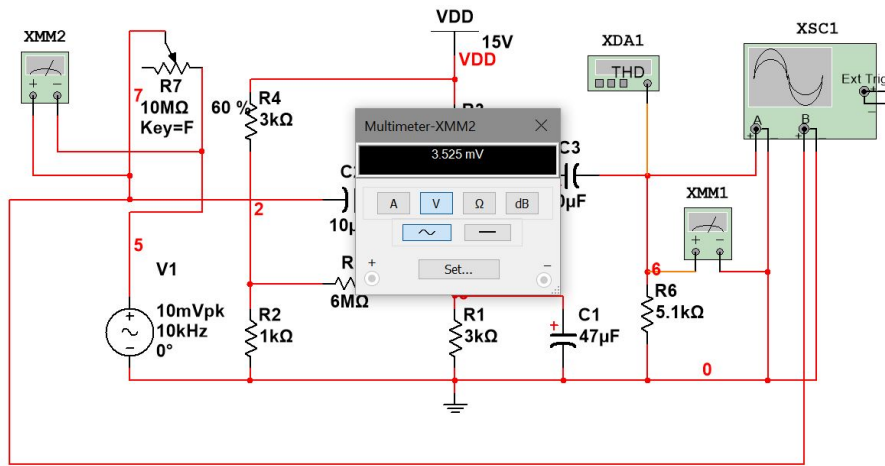 XMM2
+
−
7
R7
10MΩ
Key=F
60 %
R4
3kΩ
VDD
15V
VDD
XDA1
THD
XSC1
Ext Trig
+
−
A
B
+
−
+
−
Multimeter-XMM2
3.525 mV
A
V
Ω
dB
Set...
+
−
C3
XMM1
+
−
2
10µ
5
V1
6
R6
5.1kΩ
6MΩ
10mVpk
10kHz
0°
+
−
R2
1kΩ
R1
3kΩ
+
C1
47µF
0